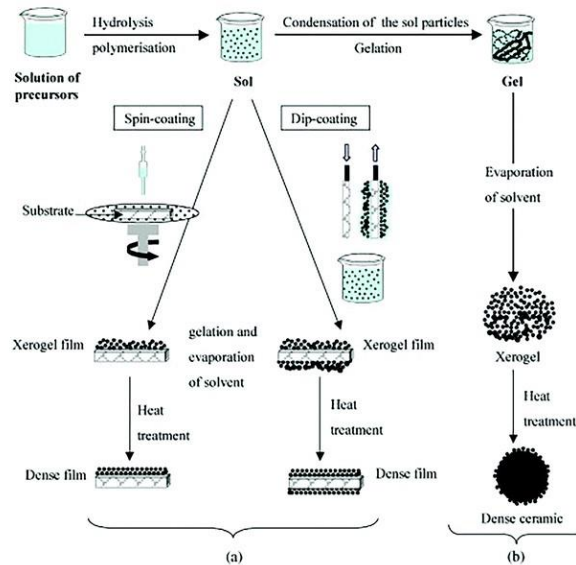 Hydrolysis
polymerisation
Condensation of the sol particles
Gelation
Solution of
precursors
Sol
Gel
Spin-coating
Dip-coating
Substrate
Evaporation
of solvent
Xerogel film
gelation and
evaporation
of solvent
Xerogel film
Xerogel
Heat
treatment
Heat
treatment
Heat
treatment
Dense film
Dense film
Dense ceramic
(a)
(b)